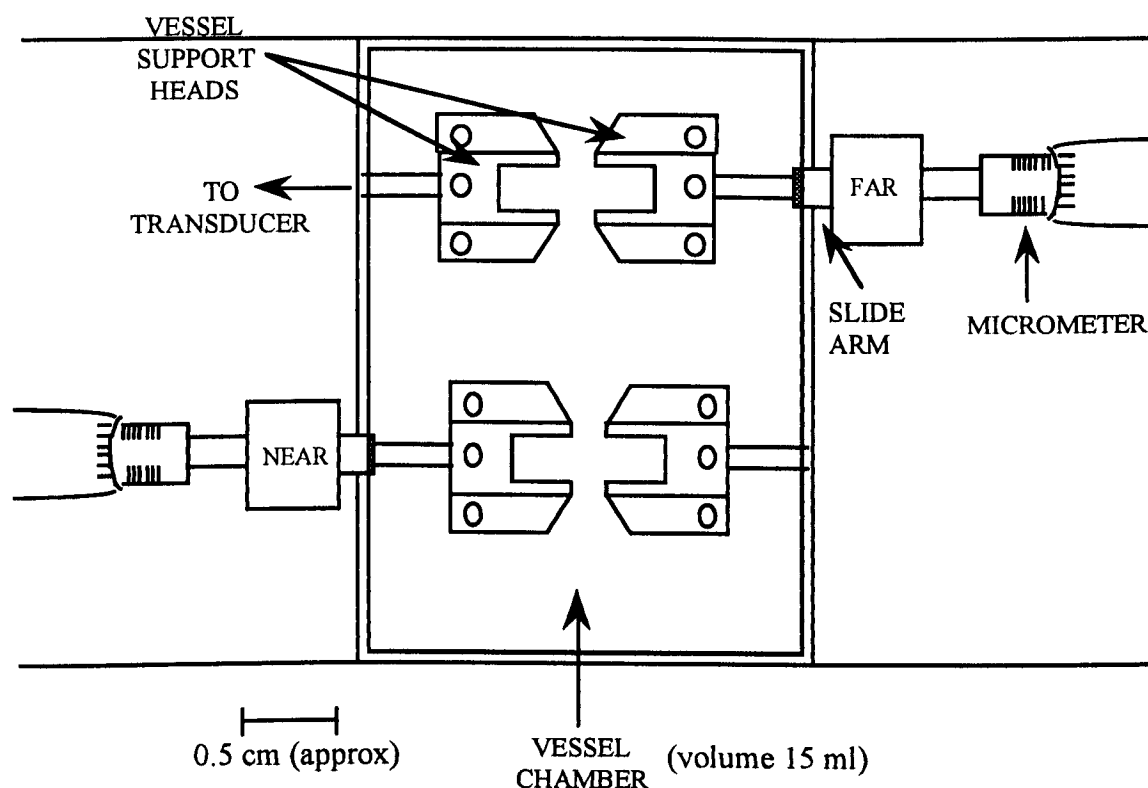 VESSEL
SUPPORT
HEADS
TO
TRANSDUCER
FAR
SLIDE
ARM
MICROMETER
NEAR
0.5 cm (approx)
VESSEL
CHAMBER
(volume 15 ml)